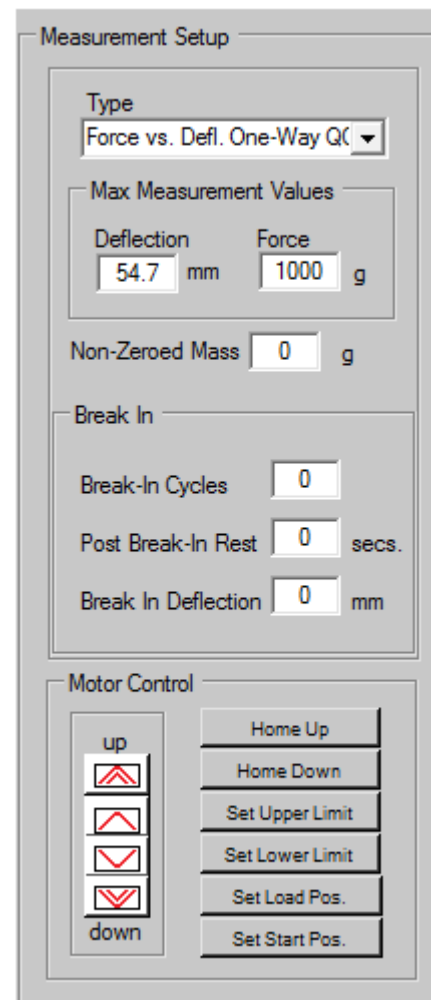 Measurement Setup
Type
Force vs. Defl. One-Way Q(
Max Measurement Values
Deflection Force
54.7 mm 1000 g
Non-Zeroed Mass 0 g
Break In
Break-In Cycles 0
Post Break-In Rest 0 secs.
Break In Deflection 0 mm
Motor Control
up
Home Up
Home Down
Set Upper Limit
Set Lower Limit
Set Load Pos.
down
Set Start Pos.